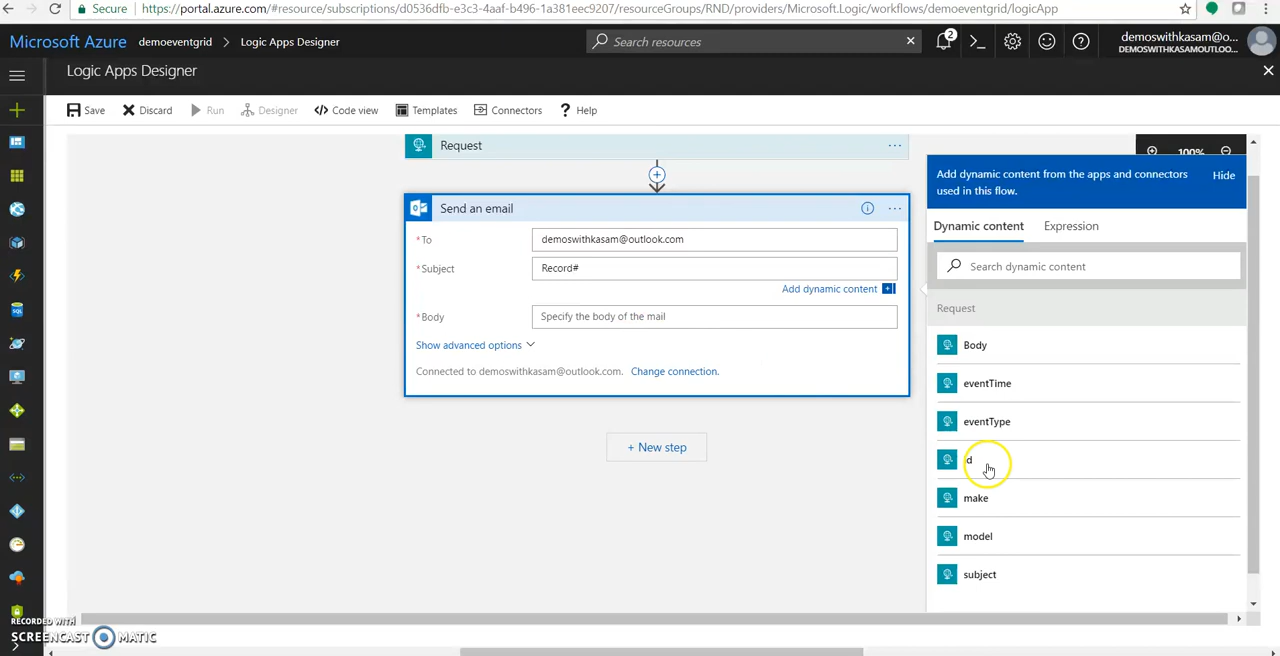 Secure https://portal.azure.com/#resource/subscriptions/d0536dfb-e3c3-4aaf-b496-1a381eec9207/resourceGroups/RND/providers/Microsoft.Logic/workflows/demoeventgrid/logicApp
Microsoft Azure demoeventgrid > Logic Apps Designer Search resources 2 demoswithkasam@o...
DEMOSWITHKASAMOUTLOOK....
Logic Apps Designer
Save Discard Run Designer Code view Templates Connectors Help
Request
100%
Add dynamic content from the apps and connectors used in this flow. Hide
Send an email
Dynamic content Expression
*To demoswithkasam@outlook.com
*Subject Record#
Search dynamic content
Add dynamic content
Request
*Body Specify the body of the mail
Show advanced options
Body
Connected to demoswithkasam@outlook.com. Change connection.
eventTime
eventType
+ New step
d
make
model
subject
RECORDED WITH
SCREENCAST MATIC